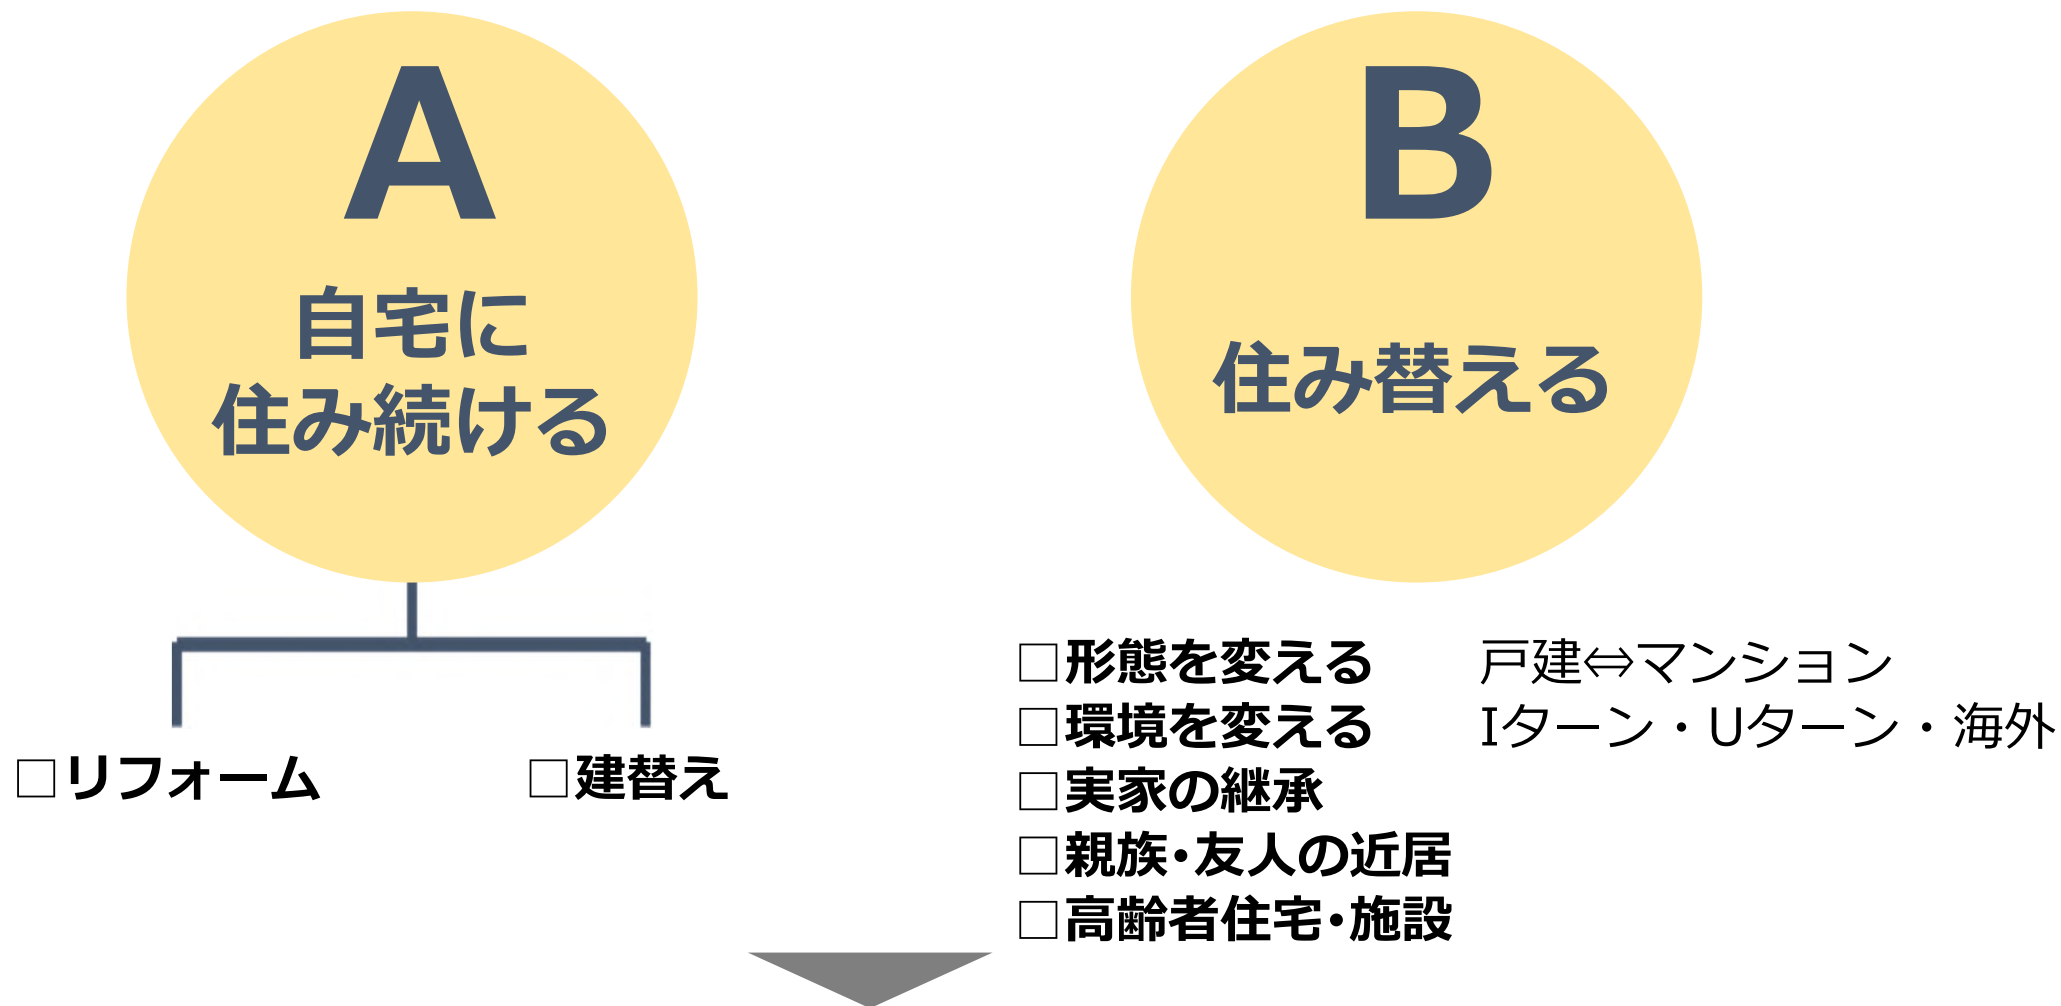 A
自宅に
住み続ける
□リフォーム
□建替え
B
住み替える
□形態を変える 戸建⇔マンション
□環境を変える Iターン・Uターン・海外
□実家の継承
□親族・友人の近居
□高齢者住宅・施設